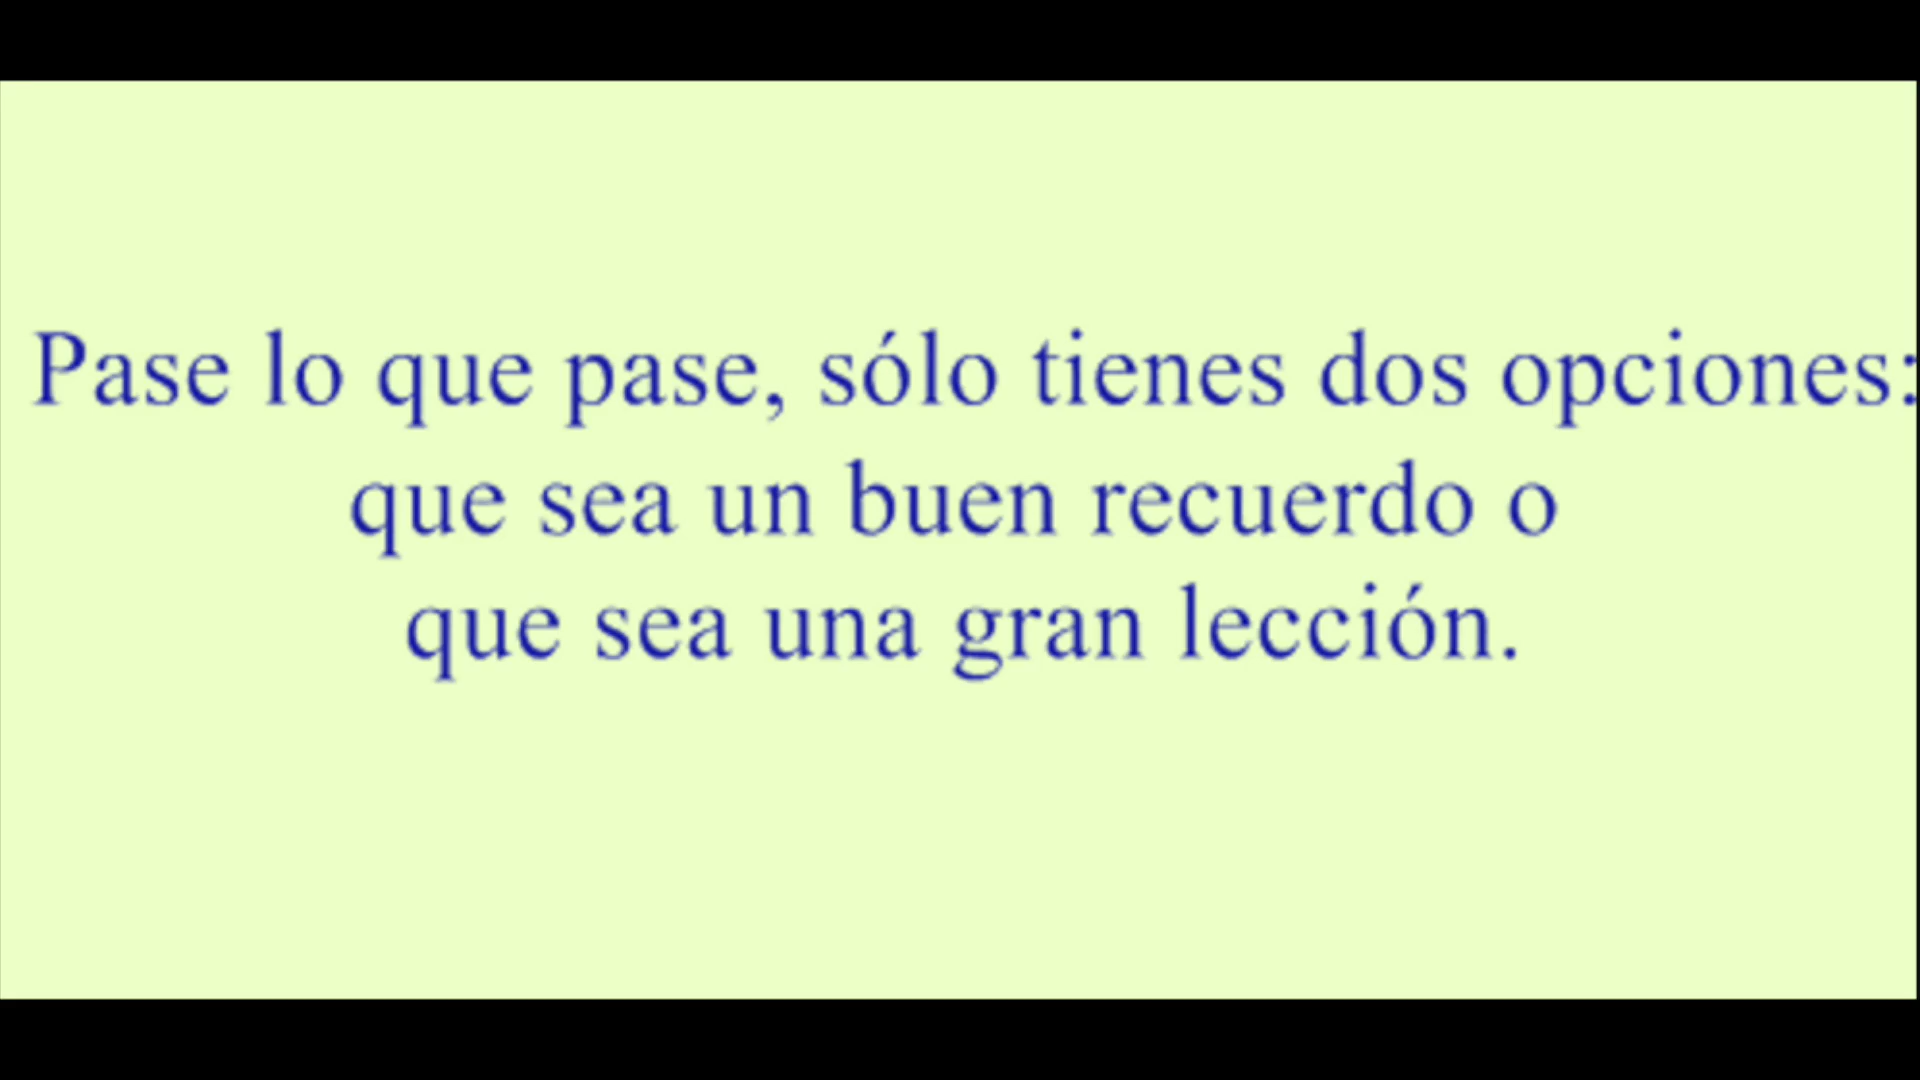 Pase lo que pase, sólo tienes dos opciones:
que sea un buen recuerdo o
que sea una gran lección.